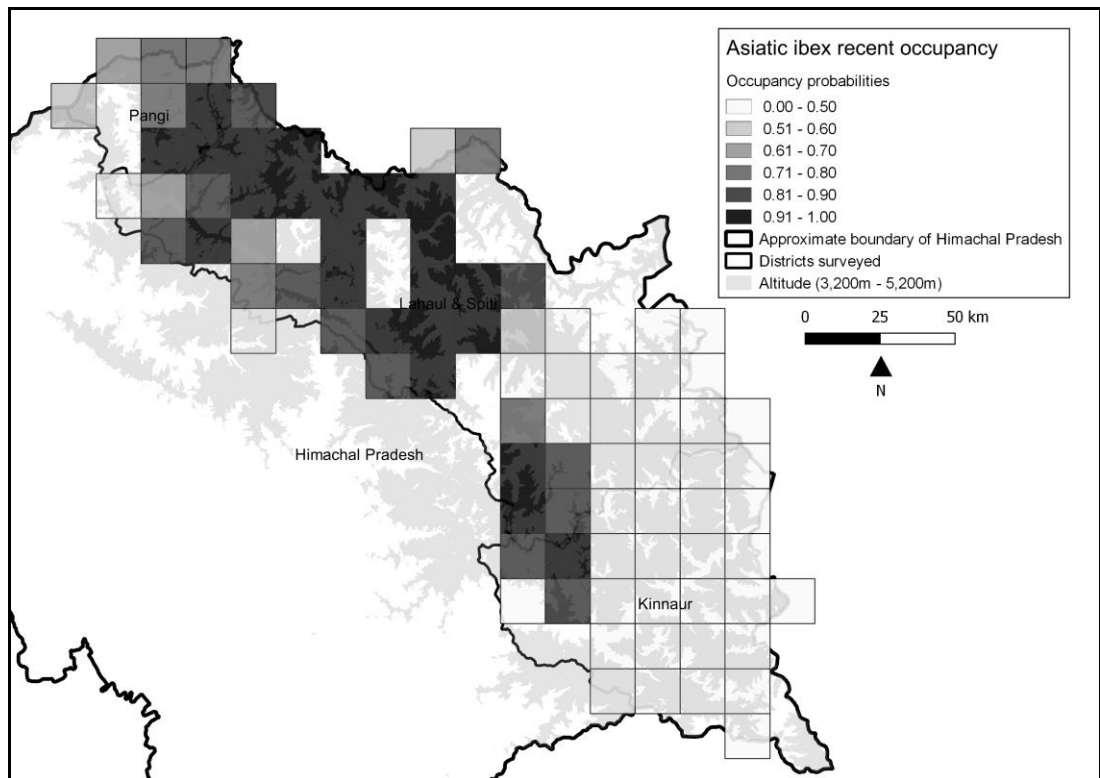 Asiatic ibex recent occupancy
Occupancy probabilities
0.00 - 0.50
0.51 - 0.60
0.61 - 0.70
0.71 - 0.80
0.81 - 0.90
0.91 - 1.00
Approximate boundary of Himachal Pradesh
Districts surveyed
Altitude (3,200m - 5,200m)
0 25 50 km
N
Pangi
Lahaul & Spiti
Himachal Pradesh
Kinnaur